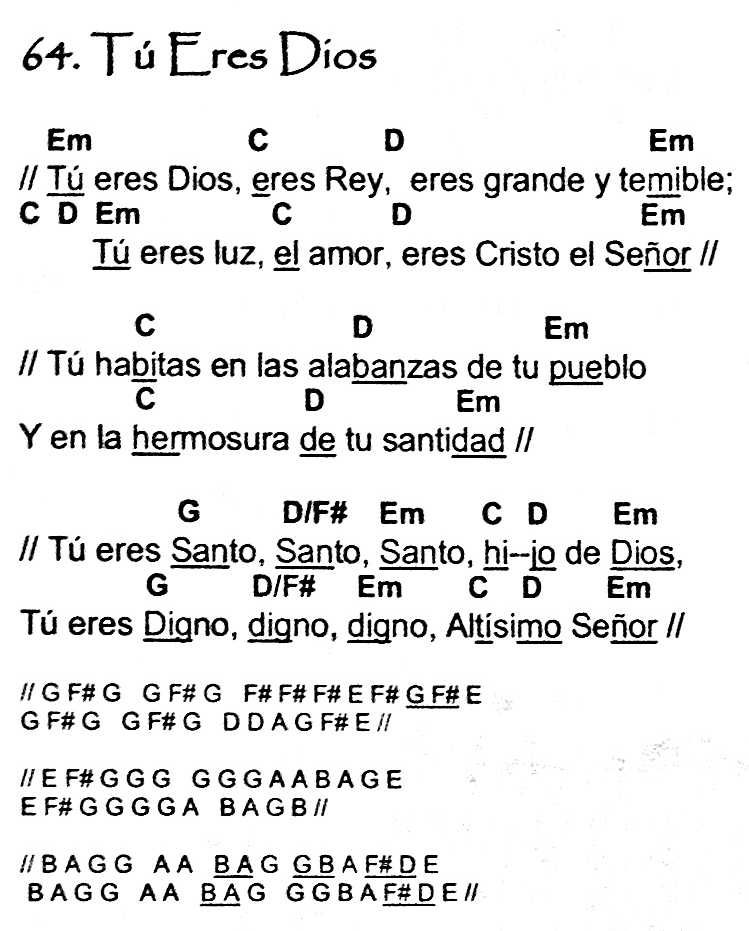 64. Tú Eres Dios
Em C D Em
// Tú eres Dios, eres Rey, eres grande y temible;
C D Em C D Em
Tú eres luz, el amor, eres Cristo el Señor //
C D Em
// Tú habitas en las alabanzas de tu pueblo
C D Em
Y en la hermosura de tu santidad //
G D/F# Em C D Em
// Tú eres Santo, Santo, Santo, hi--jo de Dios,
G D/F# Em C D Em
Tú eres Digno, digno, digno, Altísimo Señor //
// G F# G G F# G F# F# F# E F# G F# E
G F# G G F# G D D A G F# E //
// E F# G G G G G G A A B A G E
E F# G G G G A B A G B //
// B A G G A A B A G G B A F# D E
B A G G A A B A G G G B A F# D E //